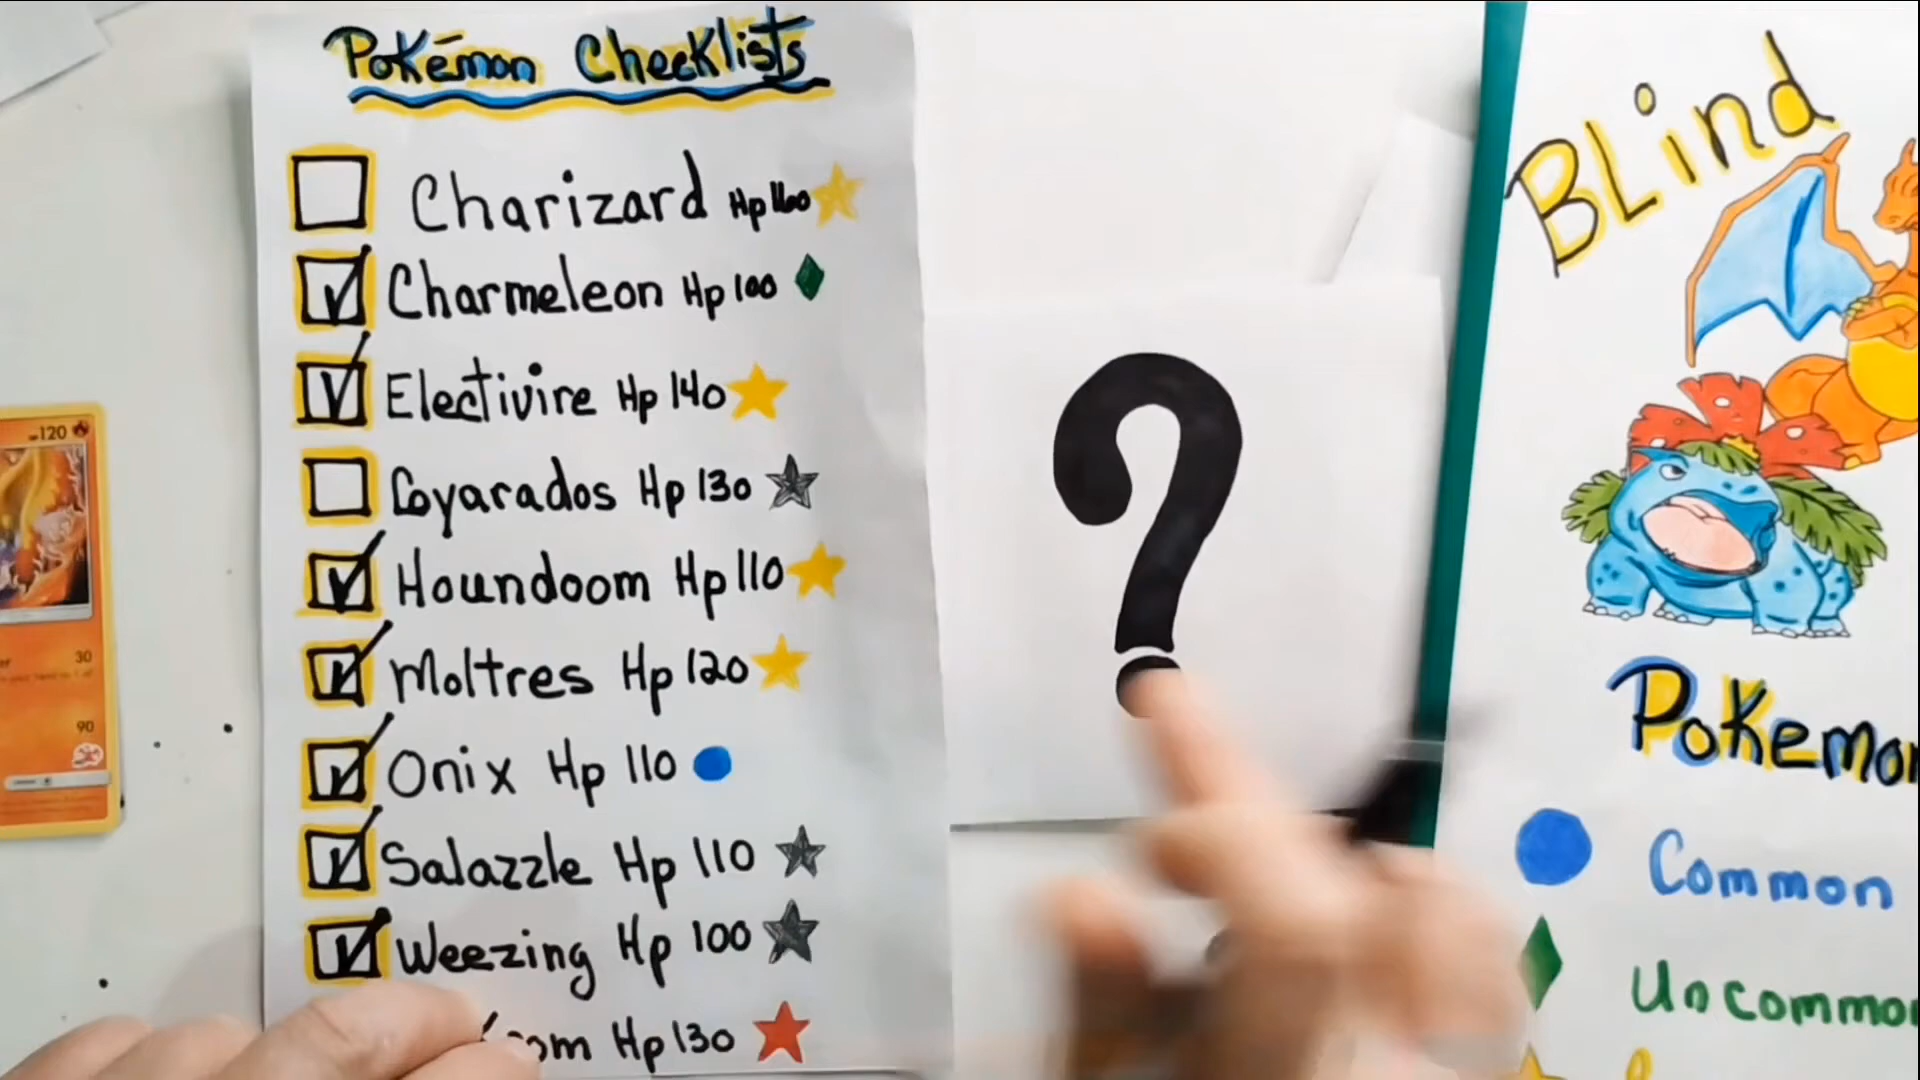 Pokémon Checklists
Charizard Hp 160
Charmeleon Hp 100
Electivire Hp 140
Gyarados Hp 130
Houndoom Hp 110
Moltres Hp 120
Onix Hp 110
Salazzle Hp 110
Weezing Hp 100
om Hp 130
?
BLind
Pokemon
Common
Uncommon
120
30
90